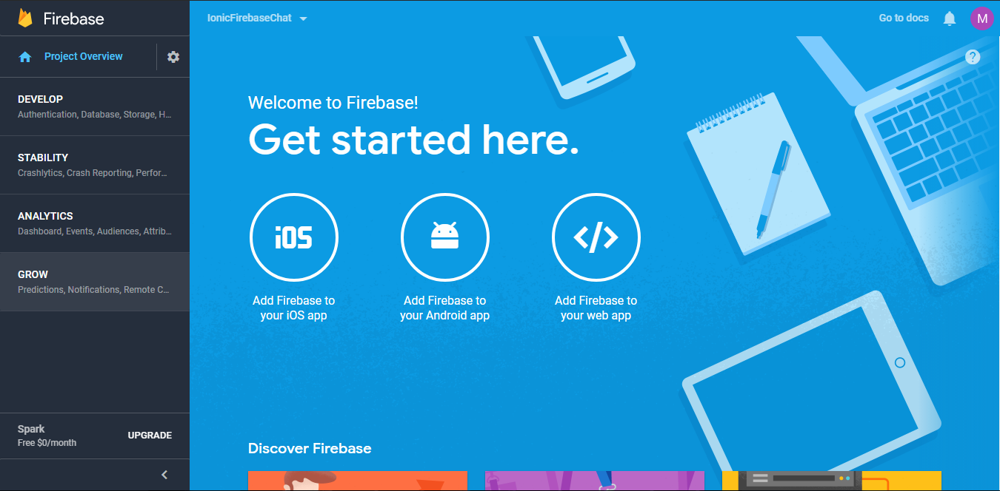 Firebase
IonicFirebaseChat
Go to docs
M
Project Overview
?
DEVELOP
Authentication, Database, Storage, H...
STABILITY
Crashlytics, Crash Reporting, Perfor...
ANALYTICS
Dashboard, Events, Audiences, Attrib...
GROW
Predictions, Notifications, Remote C...
Spark
Free $0/month
UPGRADE
Welcome to Firebase!
Get started here.
iOS
</>
Add Firebase to
your iOS app
Add Firebase to
your Android app
Add Firebase to
your web app
Discover Firebase